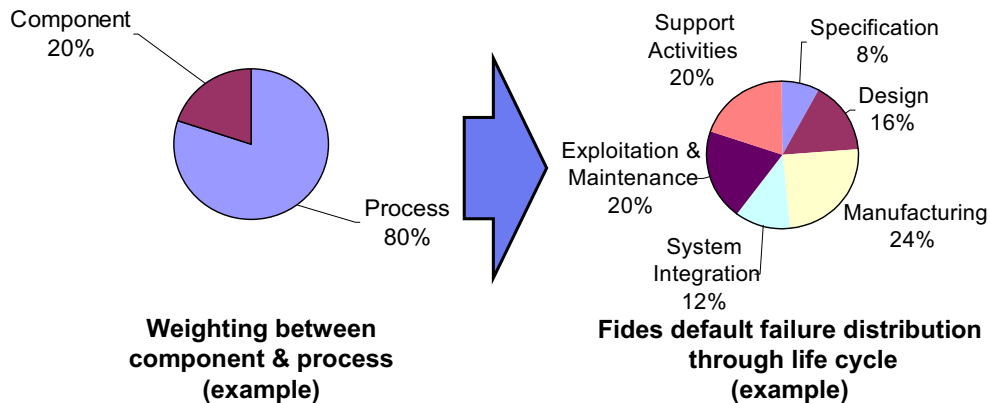 Component
20%
Process
80%
Weighting between
component & process
(example)
Support
Activities
20%
Specification
8%
Design
16%
Exploitation &
Maintenance
20%
Manufacturing
24%
System
Integration
12%
Fides default failure distribution
through life cycle
(example)